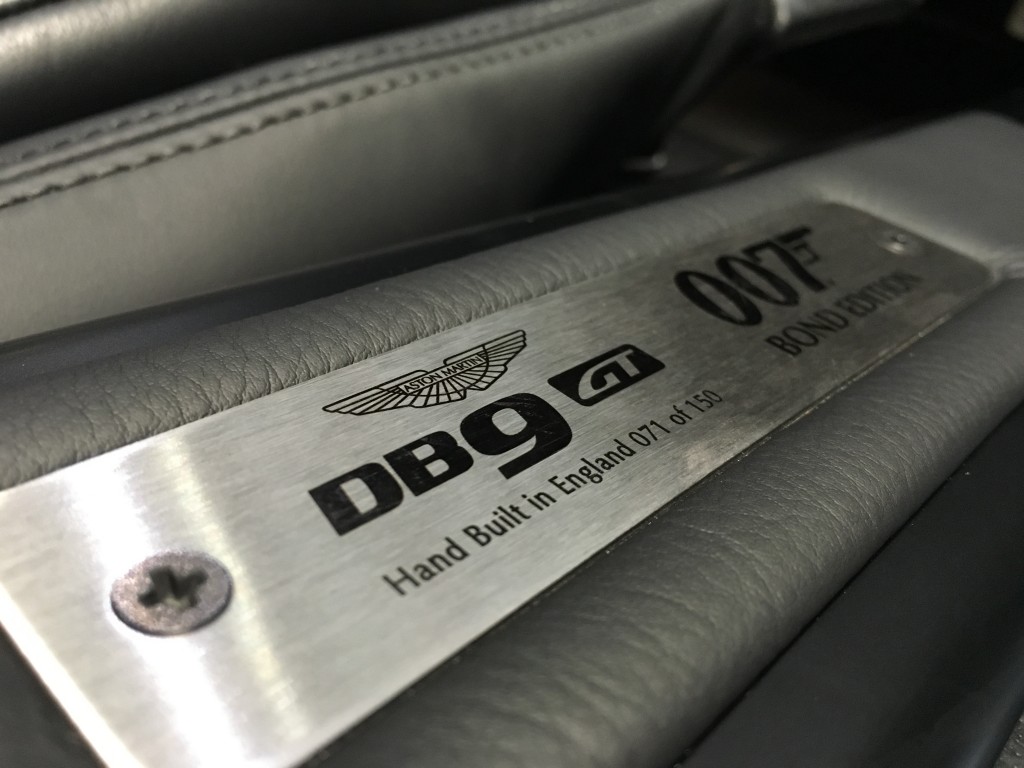 ASTON MARTIN
DB9 GT
Hand Built in England 071 of 150
007
BOND EDITION